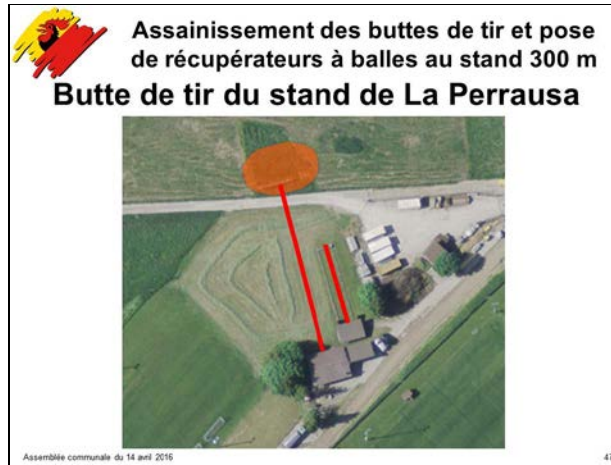 Assainissement des buttes de tir et pose
de récupérateurs à balles au stand 300 m
Butte de tir du stand de La Perrausa
Assemblée communale du 14 avril 2016